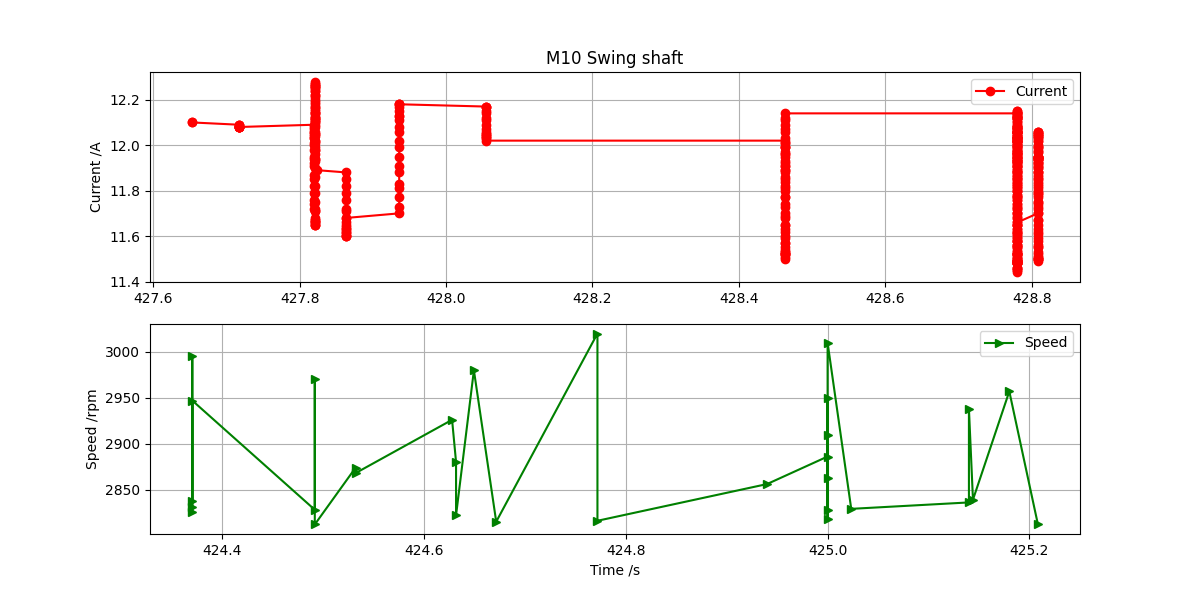 M10 Swing shaft
Current /A
12.2
12.0
11.8
11.6
11.4
Current
427.6 427.8 428.0 428.2 428.4 428.6 428.8
Speed /rpm
3000
2950
2900
2850
Speed
424.4 424.6 424.8 425.0 425.2
Time /s